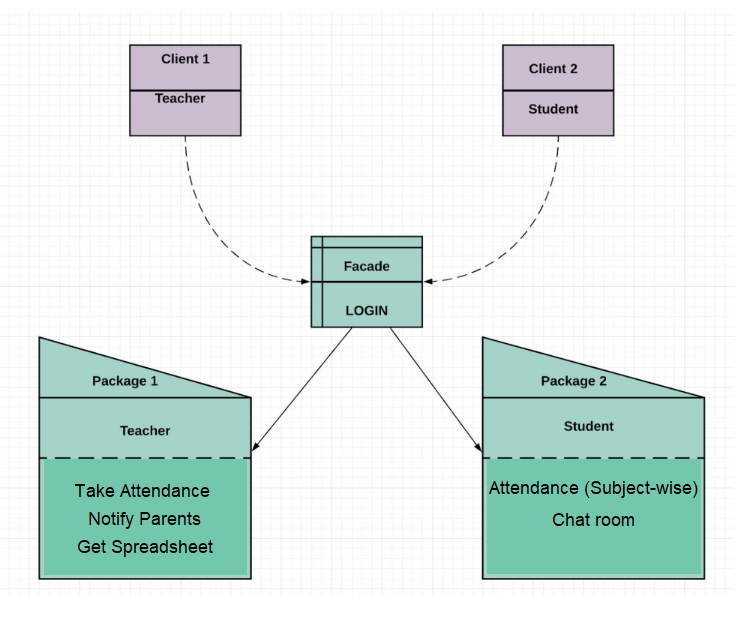 Client 1
Teacher
Client 2
Student
Facade
LOGIN
Package 1
Teacher
Take Attendance
Notify Parents
Get Spreadsheet
Package 2
Student
Attendance (Subject-wise)
Chat room